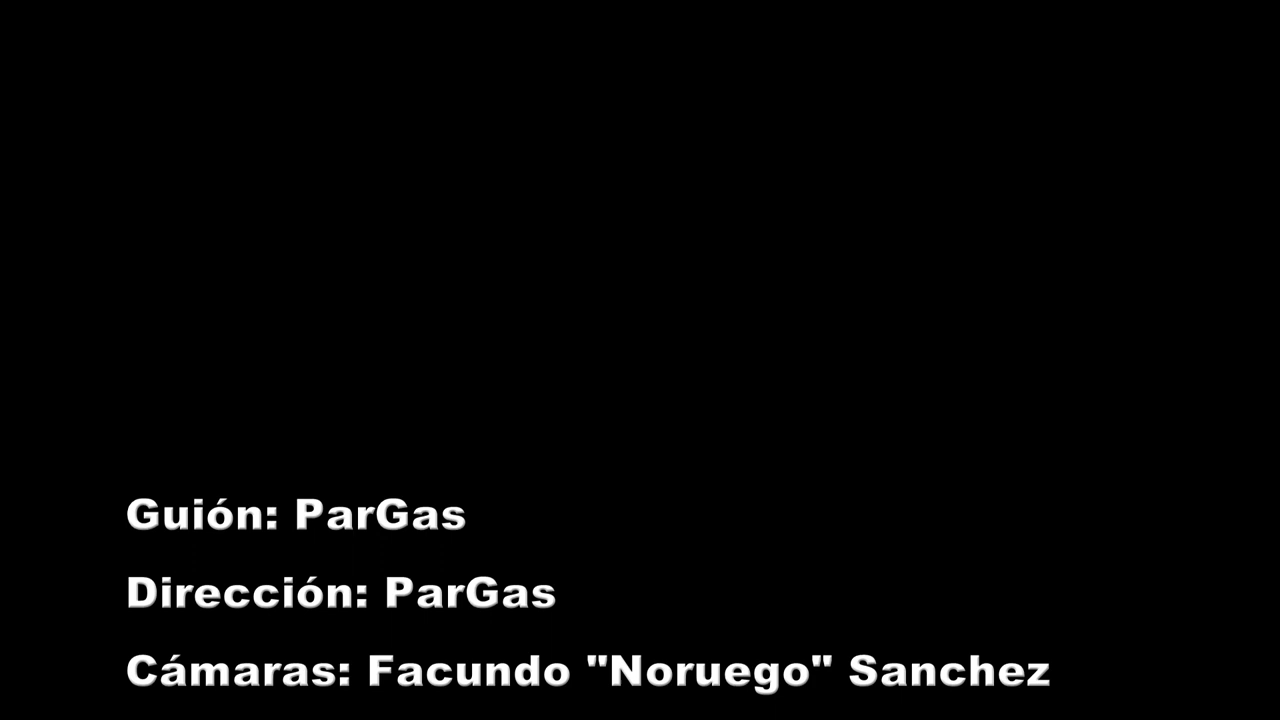 Guión: ParGas
Dirección: ParGas
Cámaras: Facundo "Noruego" Sanchez